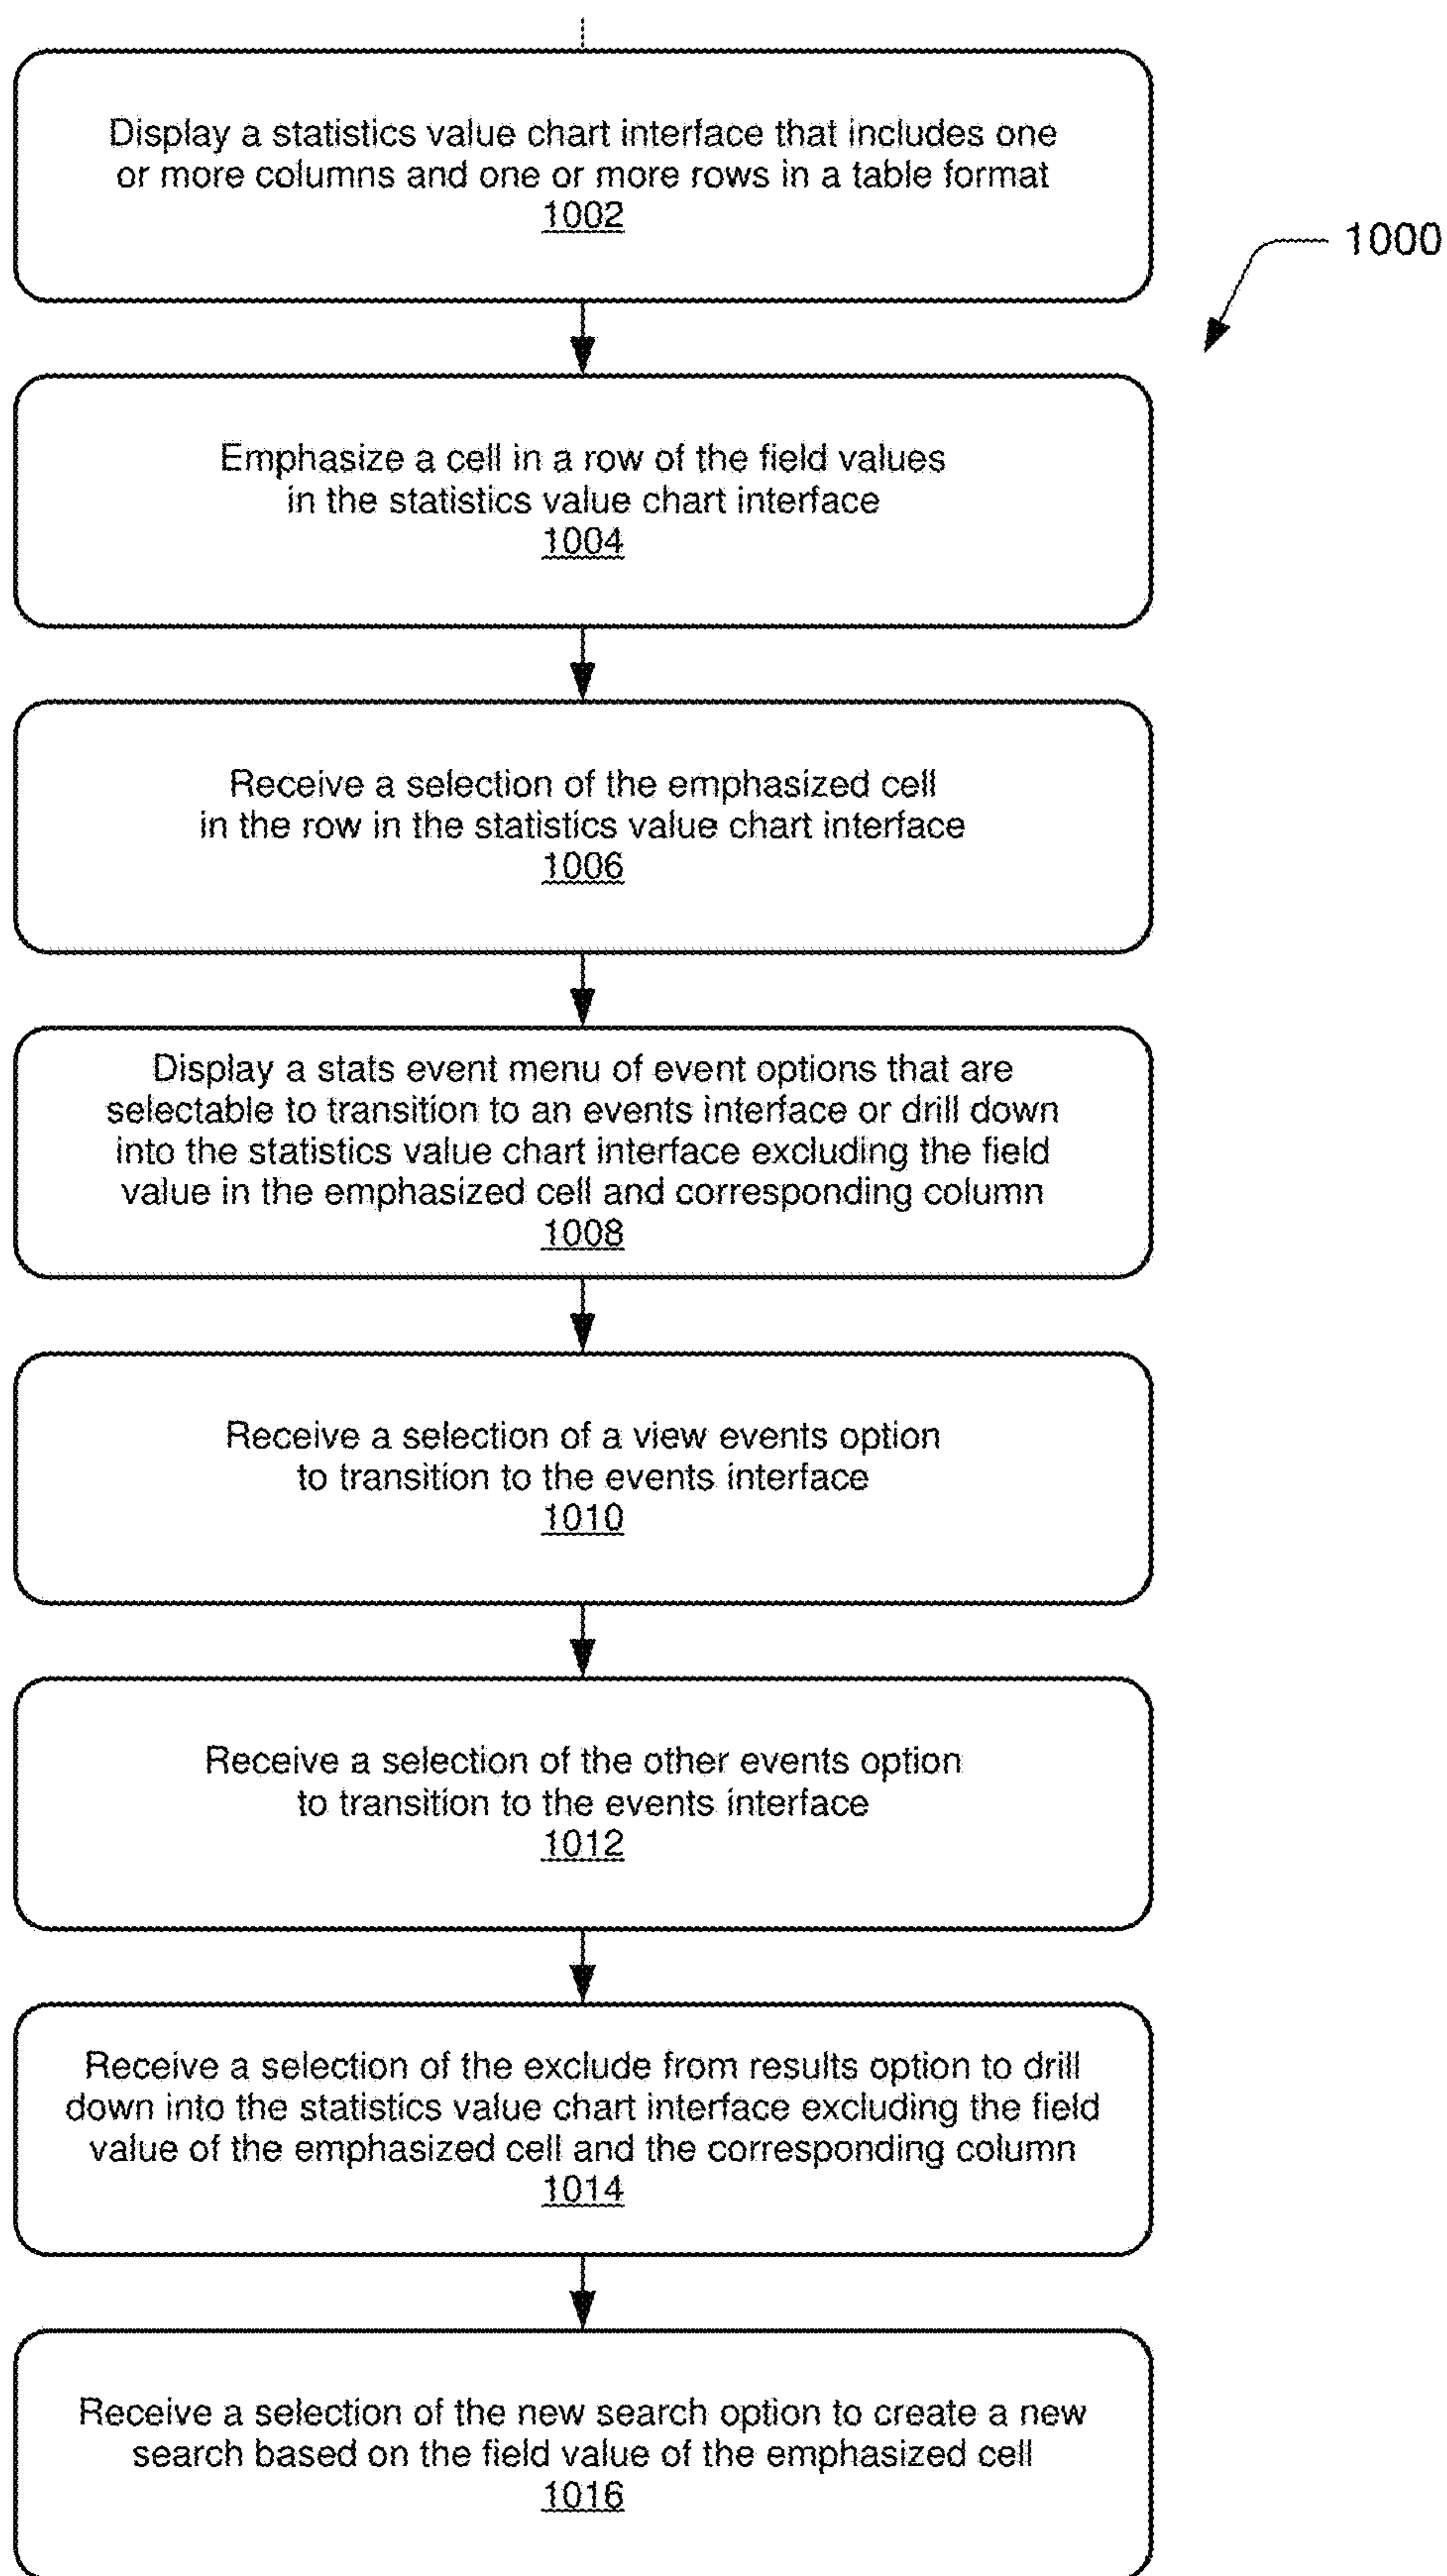 Display a statistics value chart interface that includes one
or more columns and one or more rows in a table format
1002
1000
Emphasize a cell in a row of the field values
in the statistics value chart interface
1004
Receive a selection of the emphasized cell
in the row in the statistics value chart interface
1006
Display a stats event menu of event options that are
selectable to transition to an events interface or drill down
into the statistics value chart interface excluding the field
value in the emphasized cell and corresponding column
1008
Receive a selection of a view events option
to transition to the events interface
1010
Receive a selection of the other events option
to transition to the events interface
1012
Receive a selection of the exclude from results option to drill
down into the statistics value chart interface excluding the field
value of the emphasized cell and the corresponding column
1014
Receive a selection of the new search option to create a new
search based on the field value of the emphasized cell
1016